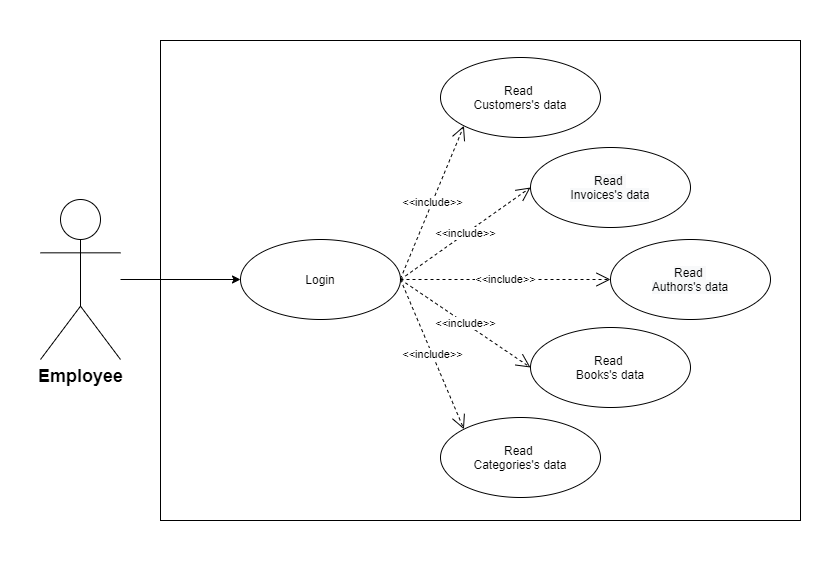 Read
Customers's data
<<include>>
Read
Invoices's data
<<include>>
Login
<<include>>
Read
Authors's data
<<include>>
Read
Books's data
<<include>>
Employee
Read
Categories's data